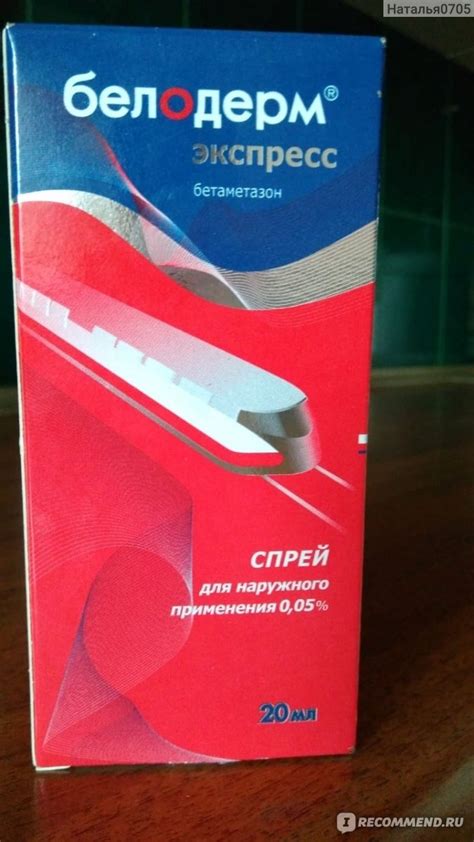 Наталья0705
белодерм®
экспресс
бетаметазон
СПРЕЙ
для наружного
применения 0,05%
20 мл
I RECOMMEND.RU